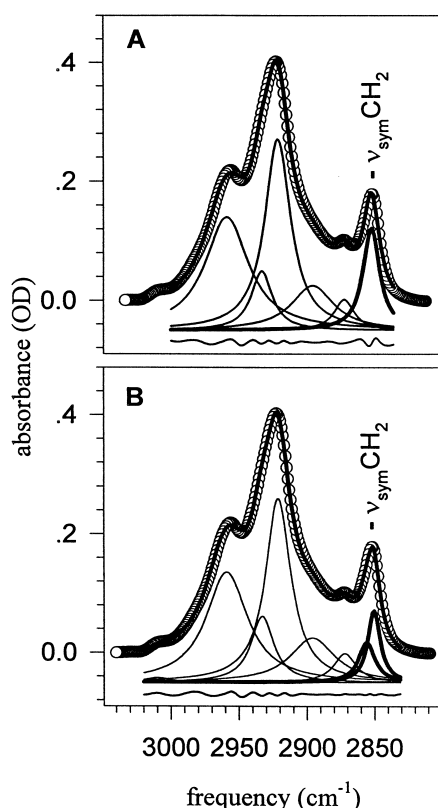 A
.4
.2
0.0
- νsymCH2
B
.4
.2
0.0
- νsymCH2
absorbance (OD)
3000 2950 2900 2850
frequency (cm-1)